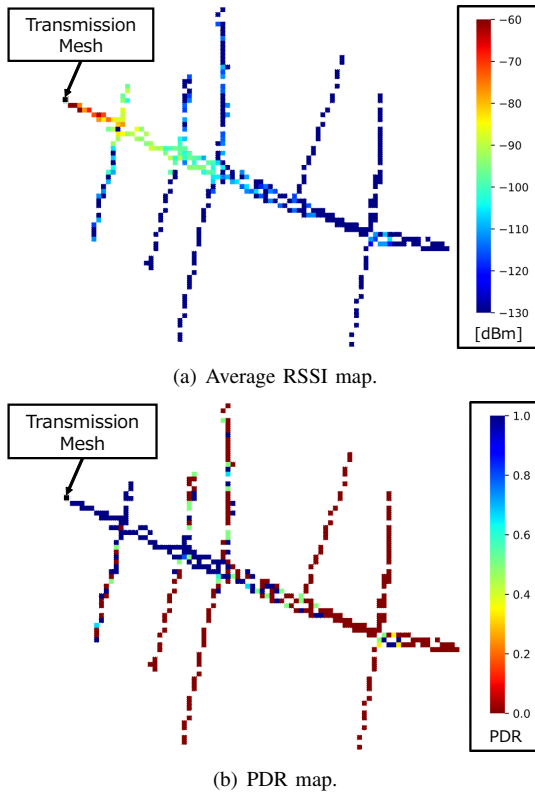 Transmission
Mesh
−60
−70
−80
−90
−100
−110
−120
−130
[dBm]
(a) Average RSSI map.
Transmission
Mesh
1.0
0.8
0.6
0.4
0.2
0.0
PDR
(b) PDR map.